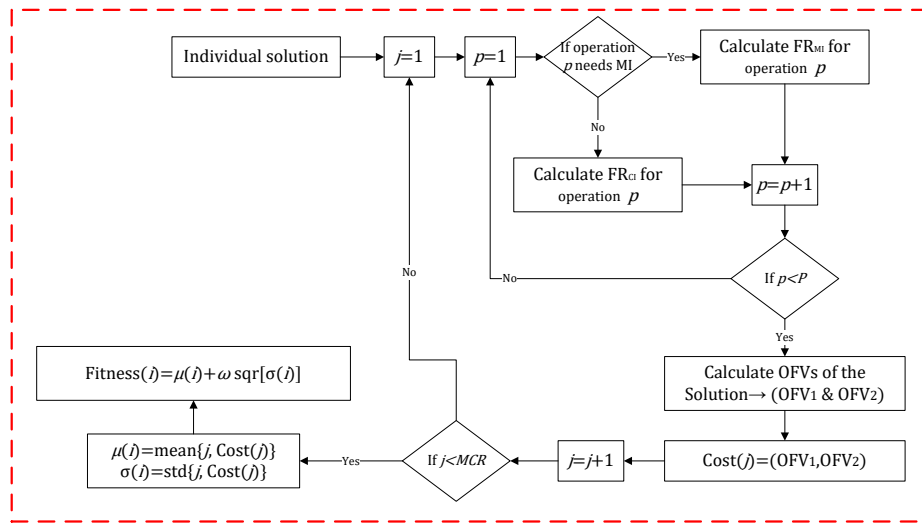 Individual solution
j=1
p=1
If operation
p needs MI
Yes
Calculate FRMI for
operation p
No
Calculate FRCI for
operation p
p=p+1
If p<P
No
Yes
Calculate OFVs of the
Solution→ (OFV1 & OFV2)
Cost(j)=(OFV1,OFV2)
j=j+1
If j<MCR
No
Yes
μ(i)=mean{j, Cost(j)}
σ(i)=std{j, Cost(j)}
Fitness(i)=μ(i)+ω sqr[σ(i)]